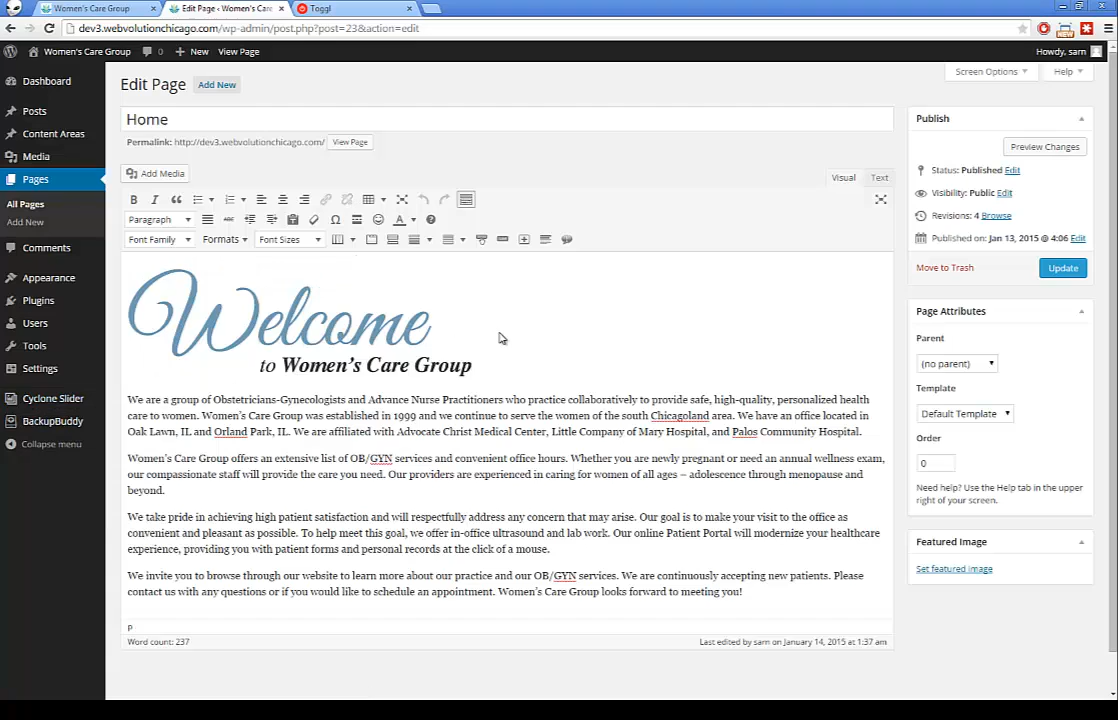 Women's Care Group
Edit Page ‹ Women's Care
Toggl
dev3.webvolutionchicago.com/wp-admin/post.php?post=23&action=edit
Women's Care Group 0 + New View Page Howdy, sarn
Dashboard
Posts
Content Areas
Media
Pages
All Pages
Add New
Comments
Appearance
Plugins
Users
Tools
Settings
Cyclone Slider
BackupBuddy
Collapse menu
Screen Options Help
Edit Page Add New
Home
Permalink: http://dev3.webvolutionchicago.com/ View Page
Add Media
Visual Text
B I
Paragraph ABC A
Font Family Formats Font Sizes
Welcome
to Women's Care Group
We are a group of Obstetricians-Gynecologists and Advance Nurse Practitioners who practice collaboratively to provide safe, high-quality, personalized health
care to women. Women's Care Group was established in 1999 and we continue to serve the women of the south Chicagoland area. We have an office located in
Oak Lawn, IL and Orland Park, IL. We are affiliated with Advocate Christ Medical Center, Little Company of Mary Hospital, and Palos Community Hospital.
Women's Care Group offers an extensive list of OB/GYN services and convenient office hours. Whether you are newly pregnant or need an annual wellness exam,
our compassionate staff will provide the care you need. Our providers are experienced in caring for women of all ages – adolescence through menopause and
beyond.
We take pride in achieving high patient satisfaction and will respectfully address any concern that may arise. Our goal is to make your visit to the office as
convenient and pleasant as possible. To help meet this goal, we offer in-office ultrasound and lab work. Our online Patient Portal will modernize your healthcare
experience, providing you with patient forms and personal records at the click of a mouse.
We invite you to browse through our website to learn more about our practice and our OB/GYN services. We are continuously accepting new patients. Please
contact us with any questions or if you would like to schedule an appointment. Women's Care Group looks forward to meeting you!
p
Word count: 237 Last edited by sarn on January 14, 2015 at 1:37 am
Publish
Preview Changes
Status: Published Edit
Visibility: Public Edit
Revisions: 4 Browse
Published on: Jan 13, 2015 @ 4:06 Edit
Move to Trash Update
Page Attributes
Parent
(no parent)
Template
Default Template
Order
0
Need help? Use the Help tab in the upper
right of your screen.
Featured Image
Set featured image